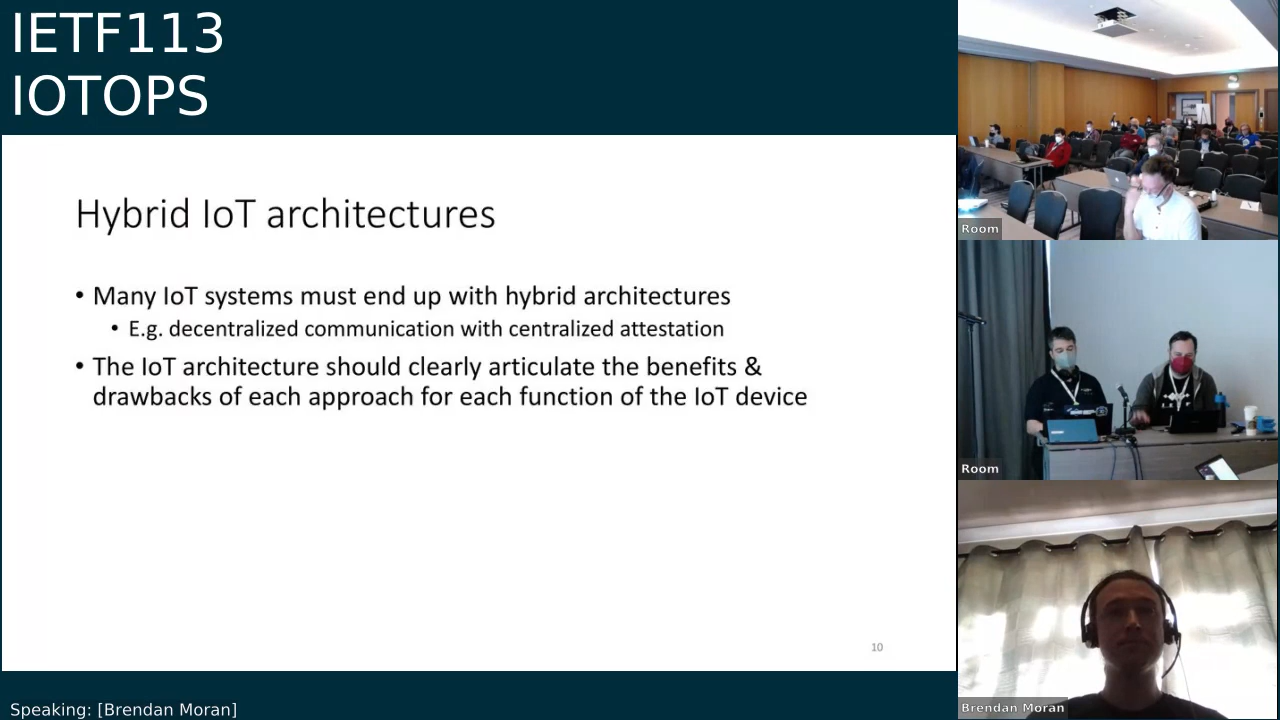 IETF113
IOTOPS
Hybrid IoT architectures
• Many IoT systems must end up with hybrid architectures
• E.g. decentralized communication with centralized attestation
• The IoT architecture should clearly articulate the benefits &
drawbacks of each approach for each function of the IoT device
10
Speaking: [Brendan Moran]
Room
Room
Brendan Moran